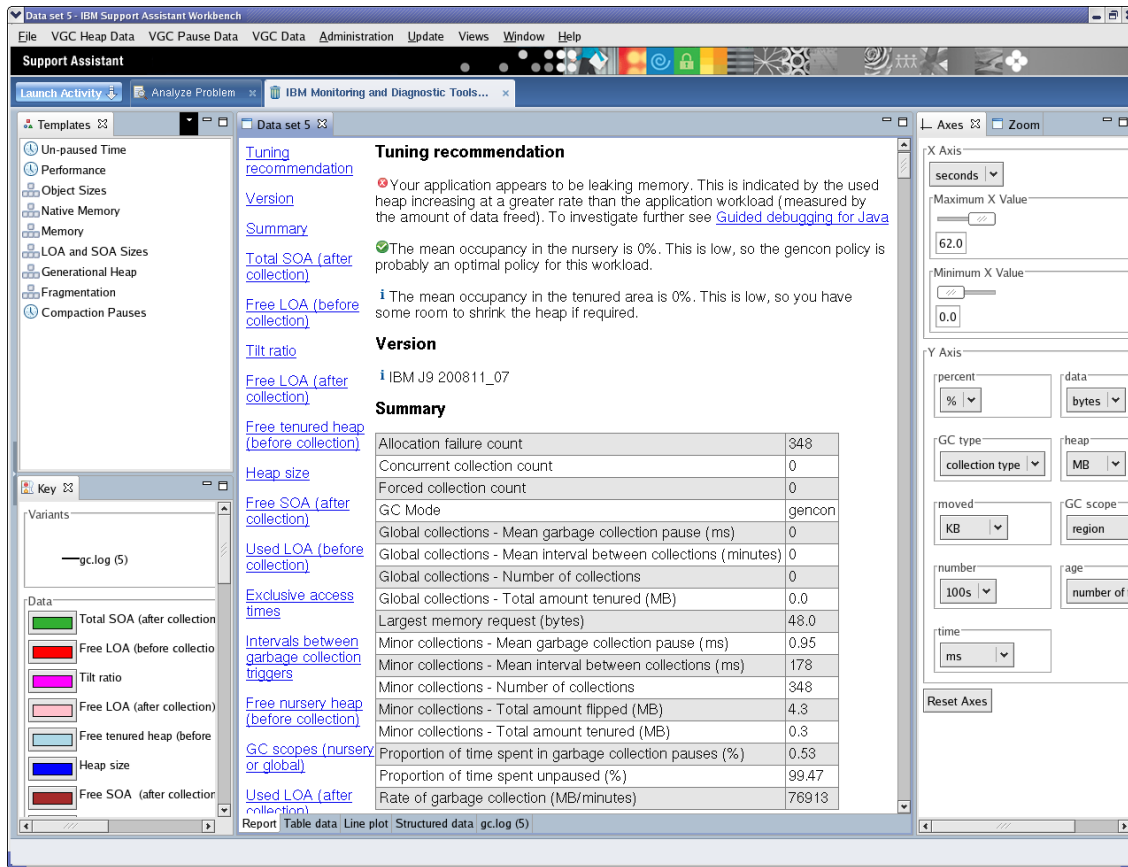 Data set 5 - IBM Support Assistant Workbench
File VGC Heap Data VGC Pause Data VGC Data Administration Update Views Window Help
Support Assistant
Launch Activity Analyze Problem IBM Monitoring and Diagnostic Tools...
Templates
Un-paused Time
Performance
Object Sizes
Native Memory
Memory
LOA and SOA Sizes
Generational Heap
Fragmentation
Compaction Pauses
Key
Variants
gc.log (5)
Data
Total SOA (after collection
Free LOA (before collectio
Tilt ratio
Free LOA (after collection)
Free tenured heap (before
Heap size
Free SOA (after collection
Data set 5
Tuning
recommendation
Version
Summary
Total SOA (after
collection)
Free LOA (before
collection)
Tilt ratio
Free LOA (after
collection)
Free tenured heap
(before collection)
Heap size
Free SOA (after
collection)
Used LOA (before
collection)
Exclusive access
times
Intervals between
garbage collection
triggers
Free nursery heap
(before collection)
GC scopes (nursery
or global)
Used LOA (after
collection)
Tuning recommendation
Your application appears to be leaking memory. This is indicated by the used
heap increasing at a greater rate than the application workload (measured by
the amount of data freed). To investigate further see Guided debugging for Java
The mean occupancy in the nursery is 0%. This is low, so the gencon policy is
probably an optimal policy for this workload.
The mean occupancy in the tenured area is 0%. This is low, so you have
some room to shrink the heap if required.
Version
IBM J9 200811_07
Summary
Allocation failure count 348
Concurrent collection count 0
Forced collection count 0
GC Mode gencon
Global collections - Mean garbage collection pause (ms) 0
Global collections - Mean interval between collections (minutes) 0
Global collections - Number of collections 0
Global collections - Total amount tenured (MB) 0.0
Largest memory request (bytes) 48.0
Minor collections - Mean garbage collection pause (ms) 0.95
Minor collections - Mean interval between collections (ms) 178
Minor collections - Number of collections 348
Minor collections - Total amount flipped (MB) 4.3
Minor collections - Total amount tenured (MB) 0.3
Proportion of time spent in garbage collection pauses (%) 0.53
Proportion of time spent unpaused (%) 99.47
Rate of garbage collection (MB/minutes) 76913
Report Table data Line plot Structured data gc.log (5)
Axes Zoom
X Axis
seconds
Maximum X Value
62.0
Minimum X Value
0.0
Y Axis
percent data
% bytes
GC type heap
collection type MB
moved GC scope
KB region
number age
100s number of
time
ms
Reset Axes